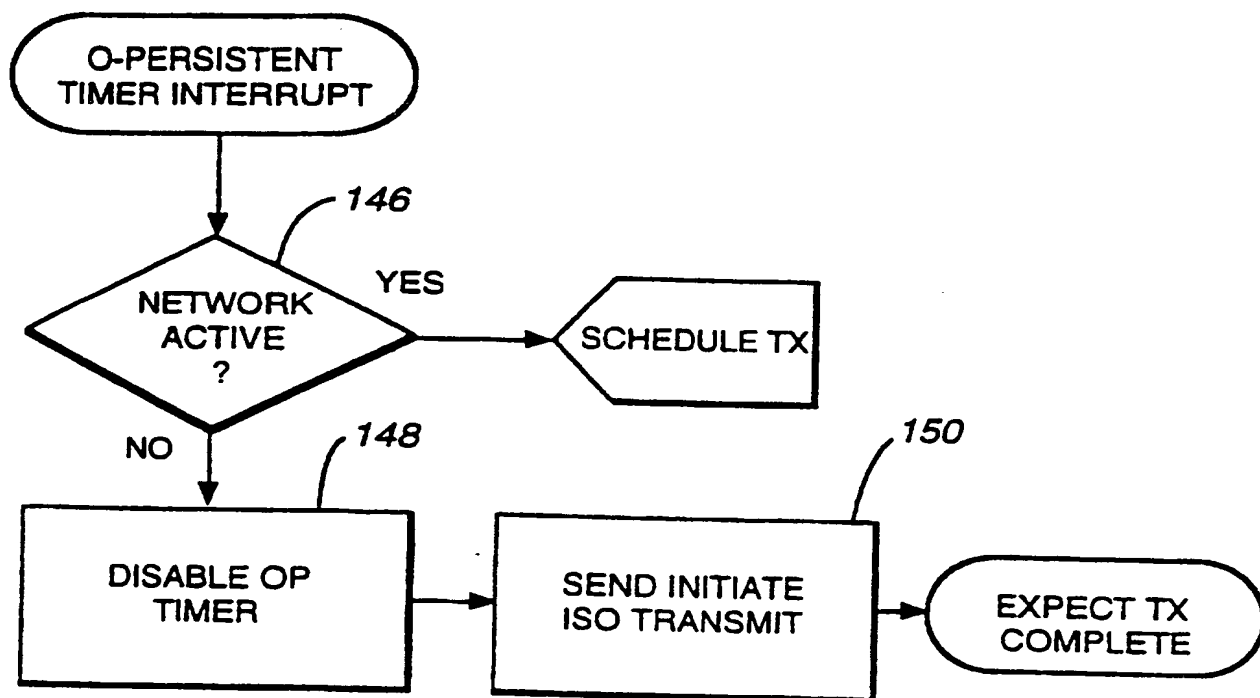 O-PERSISTENT
TIMER INTERRUPT
146
NETWORK
ACTIVE
?
YES
SCHEDULE TX
NO
148
150
DISABLE OP
TIMER
SEND INITIATE
ISO TRANSMIT
EXPECT TX
COMPLETE